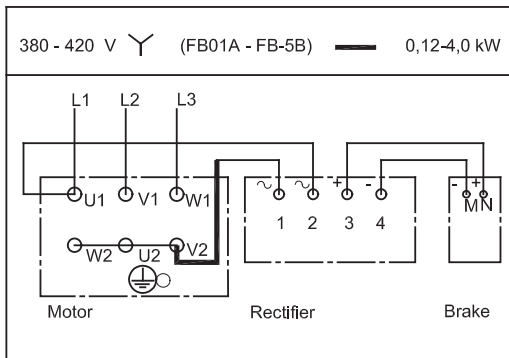 380 - 420 V (FB01A - FB-5B) 0,12-4,0 kW
L1 L2 L3
+ - - +
U1 V1 W1 M N
1 2 3 4
W2 U2 V2
Motor Rectifier Brake